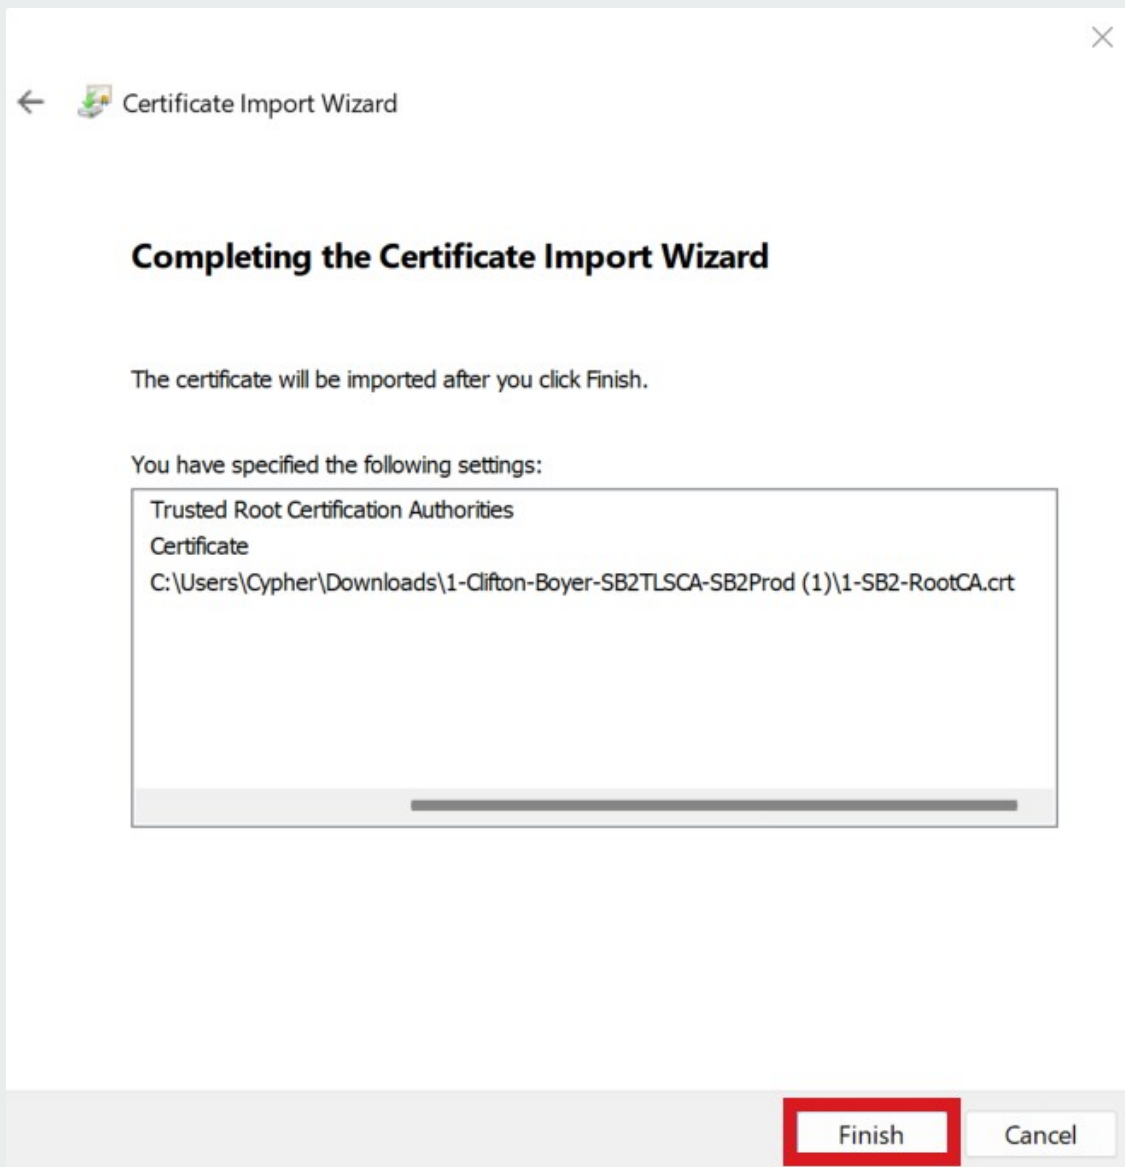 Certificate Import Wizard
Completing the Certificate Import Wizard
The certificate will be imported after you click Finish.
You have specified the following settings:
Trusted Root Certification Authorities
Certificate
C:\Users\Cypher\Downloads\1-Clifton-Boyer-SB2TLSCA-SB2Prod (1)\1-SB2-RootCA.crt
Finish
Cancel